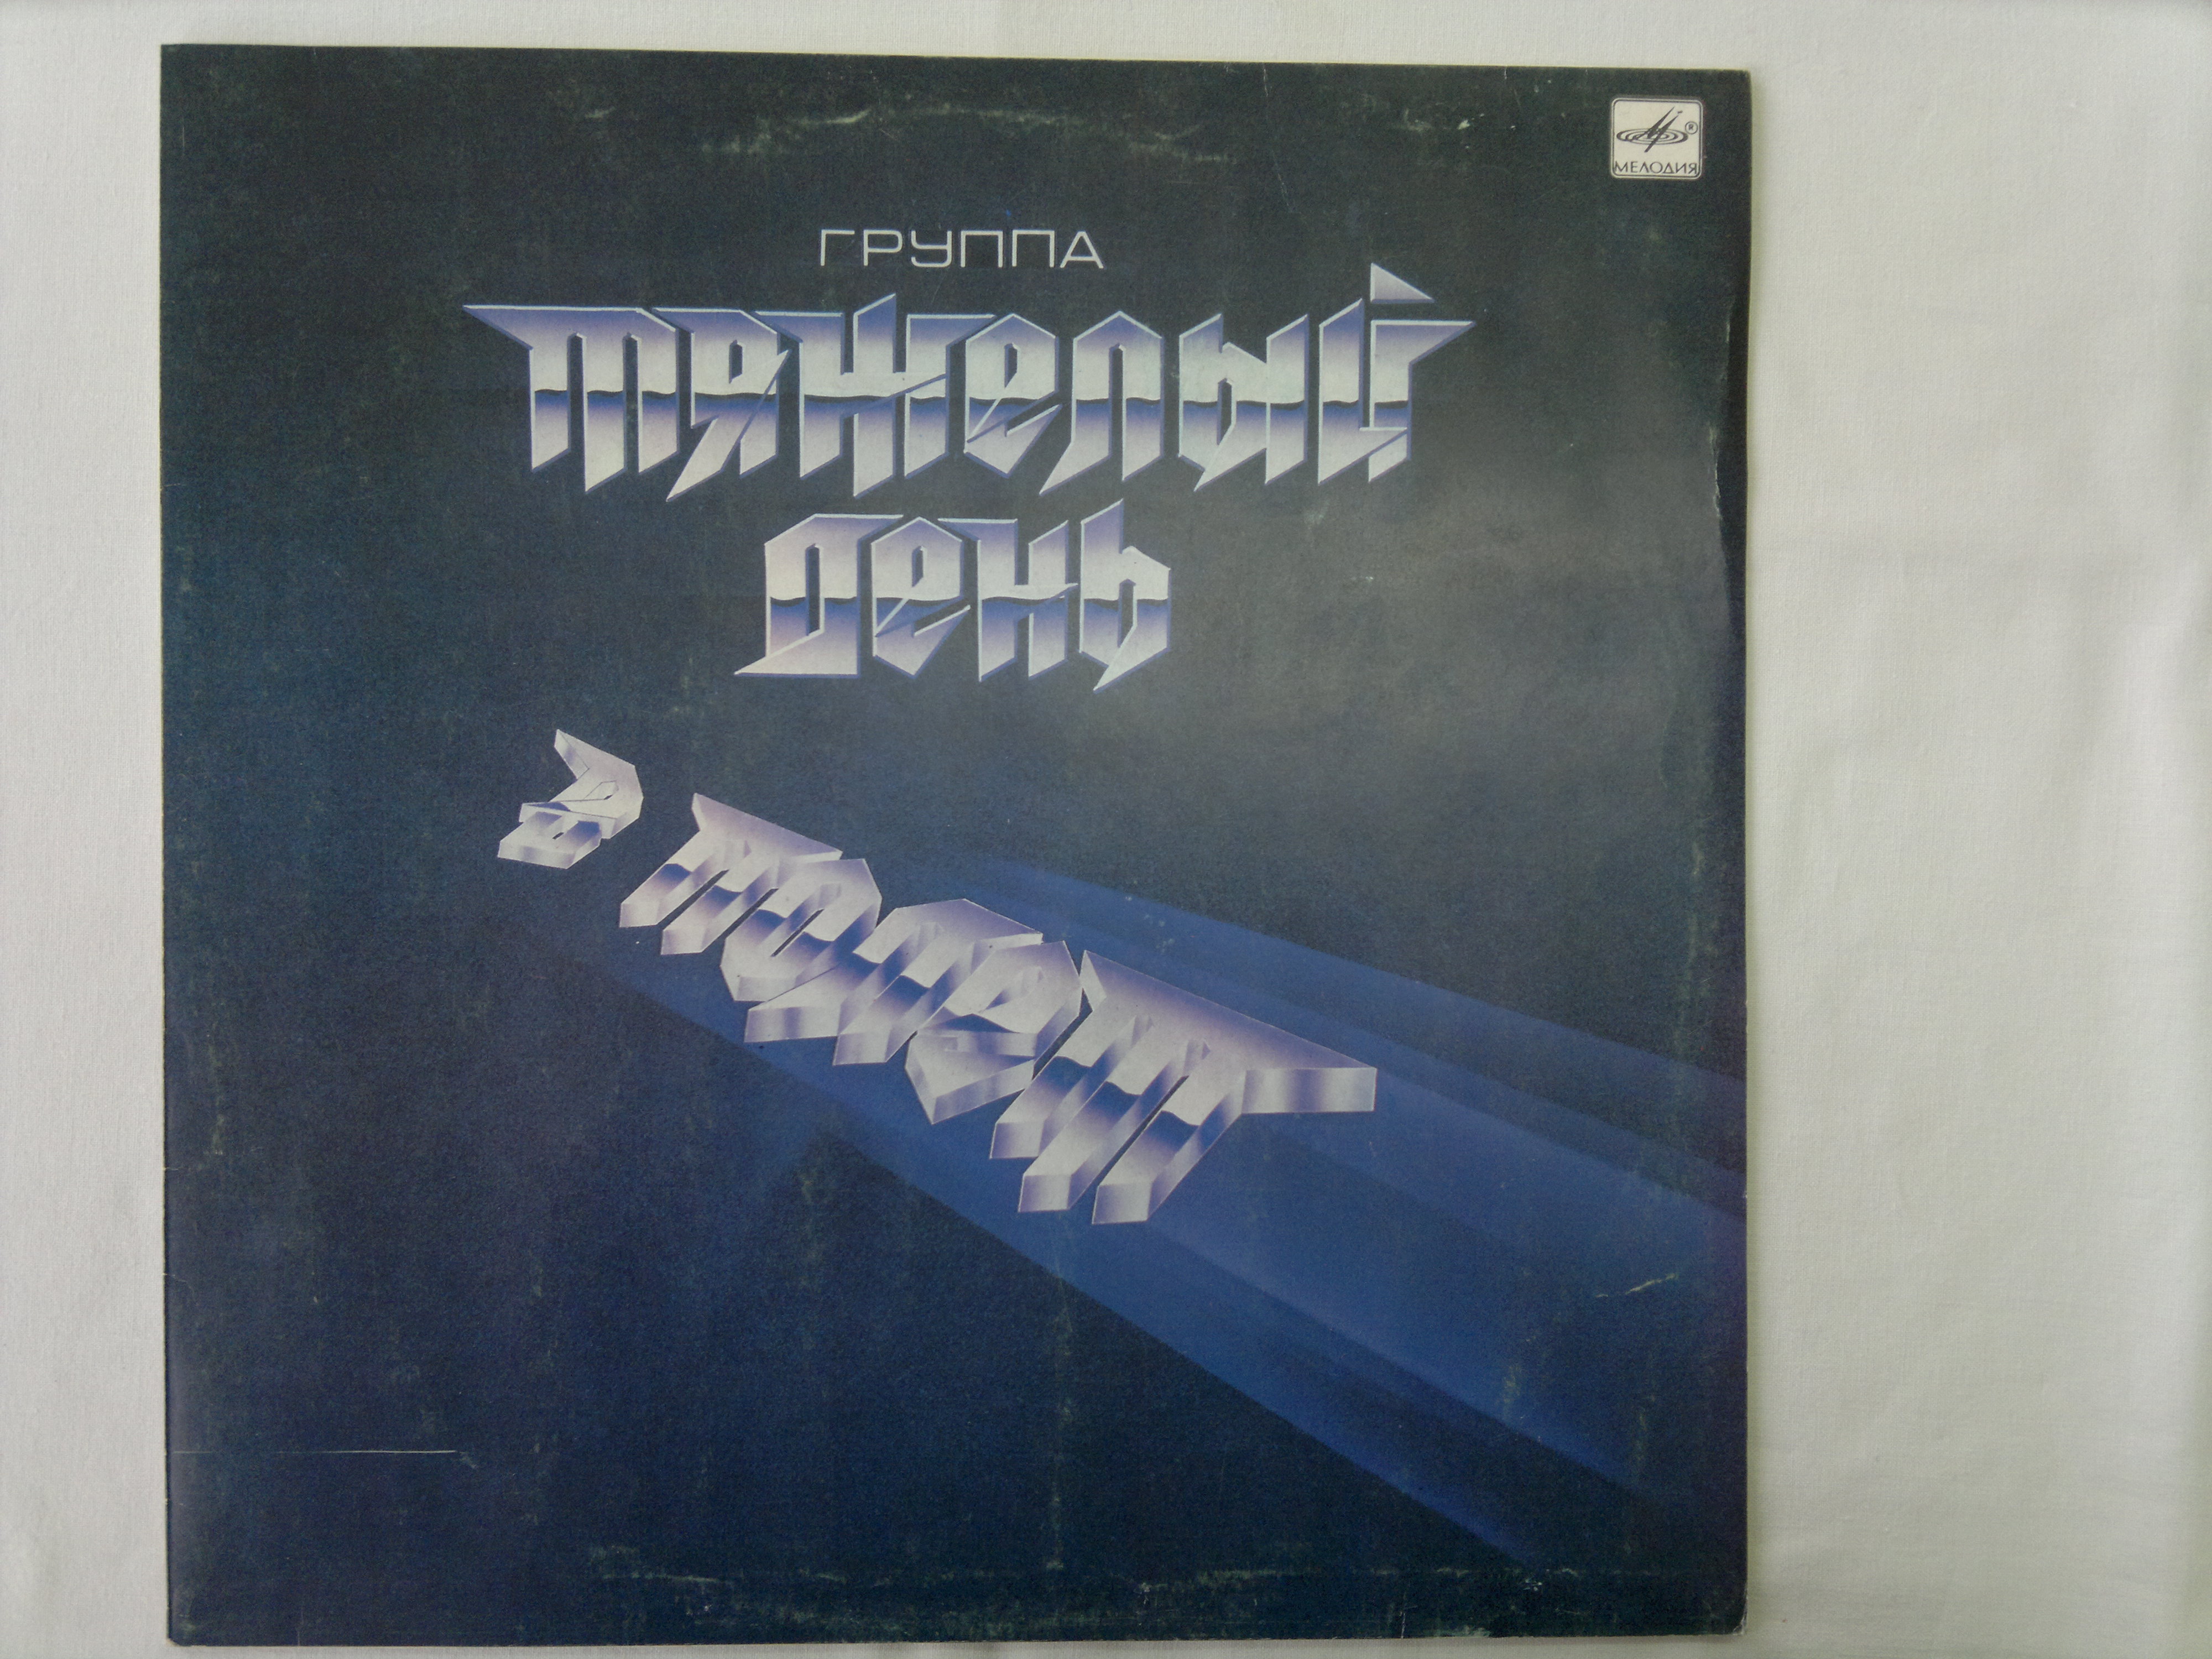 МЕЛОДИЯ
ГРУППА
ТЯЖЕЛЫЙ
ДЕНЬ
В ПОЛЕТ